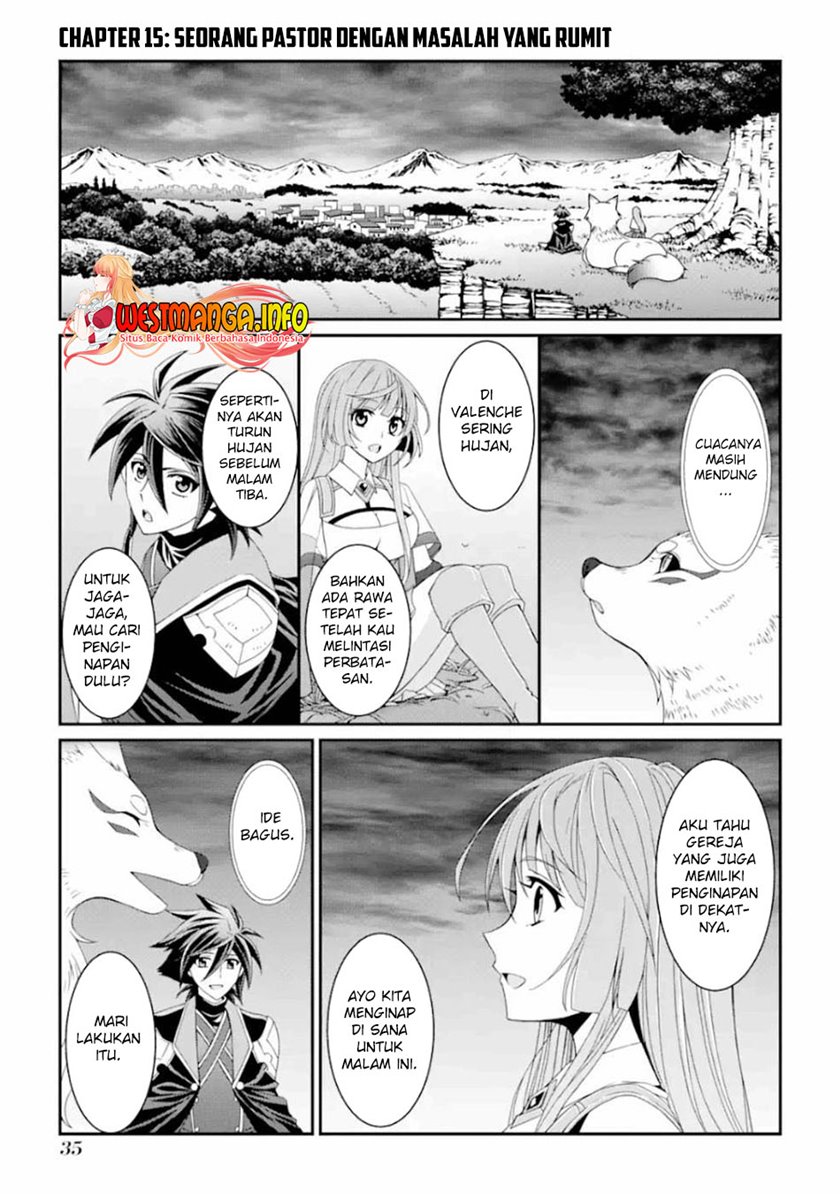 CHAPTER 15: SEORANG PASTOR DENGAN MASALAH YANG RUMIT
WESTMANGA.INFO
Situs Baca Komik Berbahasa Indonesia
CUACANYA
MASIH
MENDUNG
...
DI
VALENCHE
SERING
HUJAN,
BAHKAN
ADA RAWA
TEPAT SE-
TELAH KAU
MELINTASI
PERBATA-
SAN.
SEPERTI-
NYA AKAN
TURUN
HUJAN
SEBELUM
MALAM
TIBA.
UNTUK
JAGA-
JAGA,
MAU CARI
PENGI-
NAPAN
DULU?
AKU TAHU
GEREJA
YANG JUGA
MEMILIKI
PENGINAPAN
DI DEKAT-
NYA.
AYO KITA
MENGINAP
DI SANA
UNTUK
MALAM INI.
IDE
BAGUS.
MARI
LAKUKAN
ITU.
35